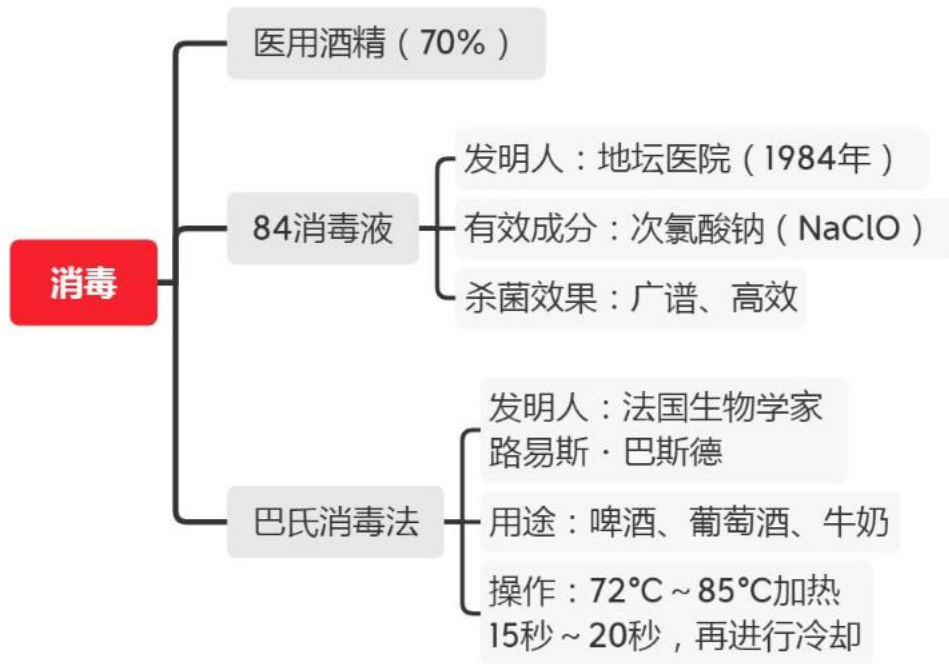 消毒
医用酒精（70%）
84消毒液
发明人：地坛医院（1984年）
有效成分：次氯酸钠（NaClO）
杀菌效果：广谱、高效
巴氏消毒法
发明人：法国生物学家
路易斯·巴斯德
用途：啤酒、葡萄酒、牛奶
操作：72°C～85°C加热
15秒～20秒，再进行冷却